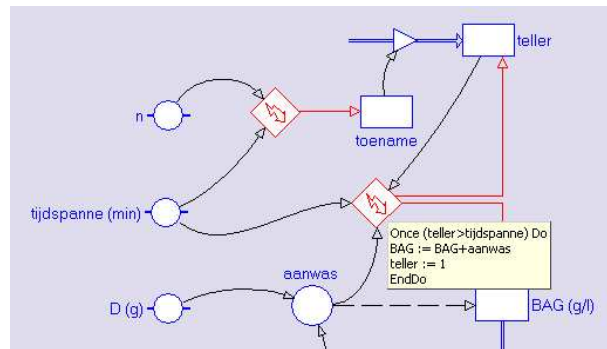 teller
n
toename
tijdspanne (min)
Once (teller>tijdspanne) Do
BAG := BAG+aanwas
teller := 1
EndDo
aanwas
D (g)
BAG (g/l)